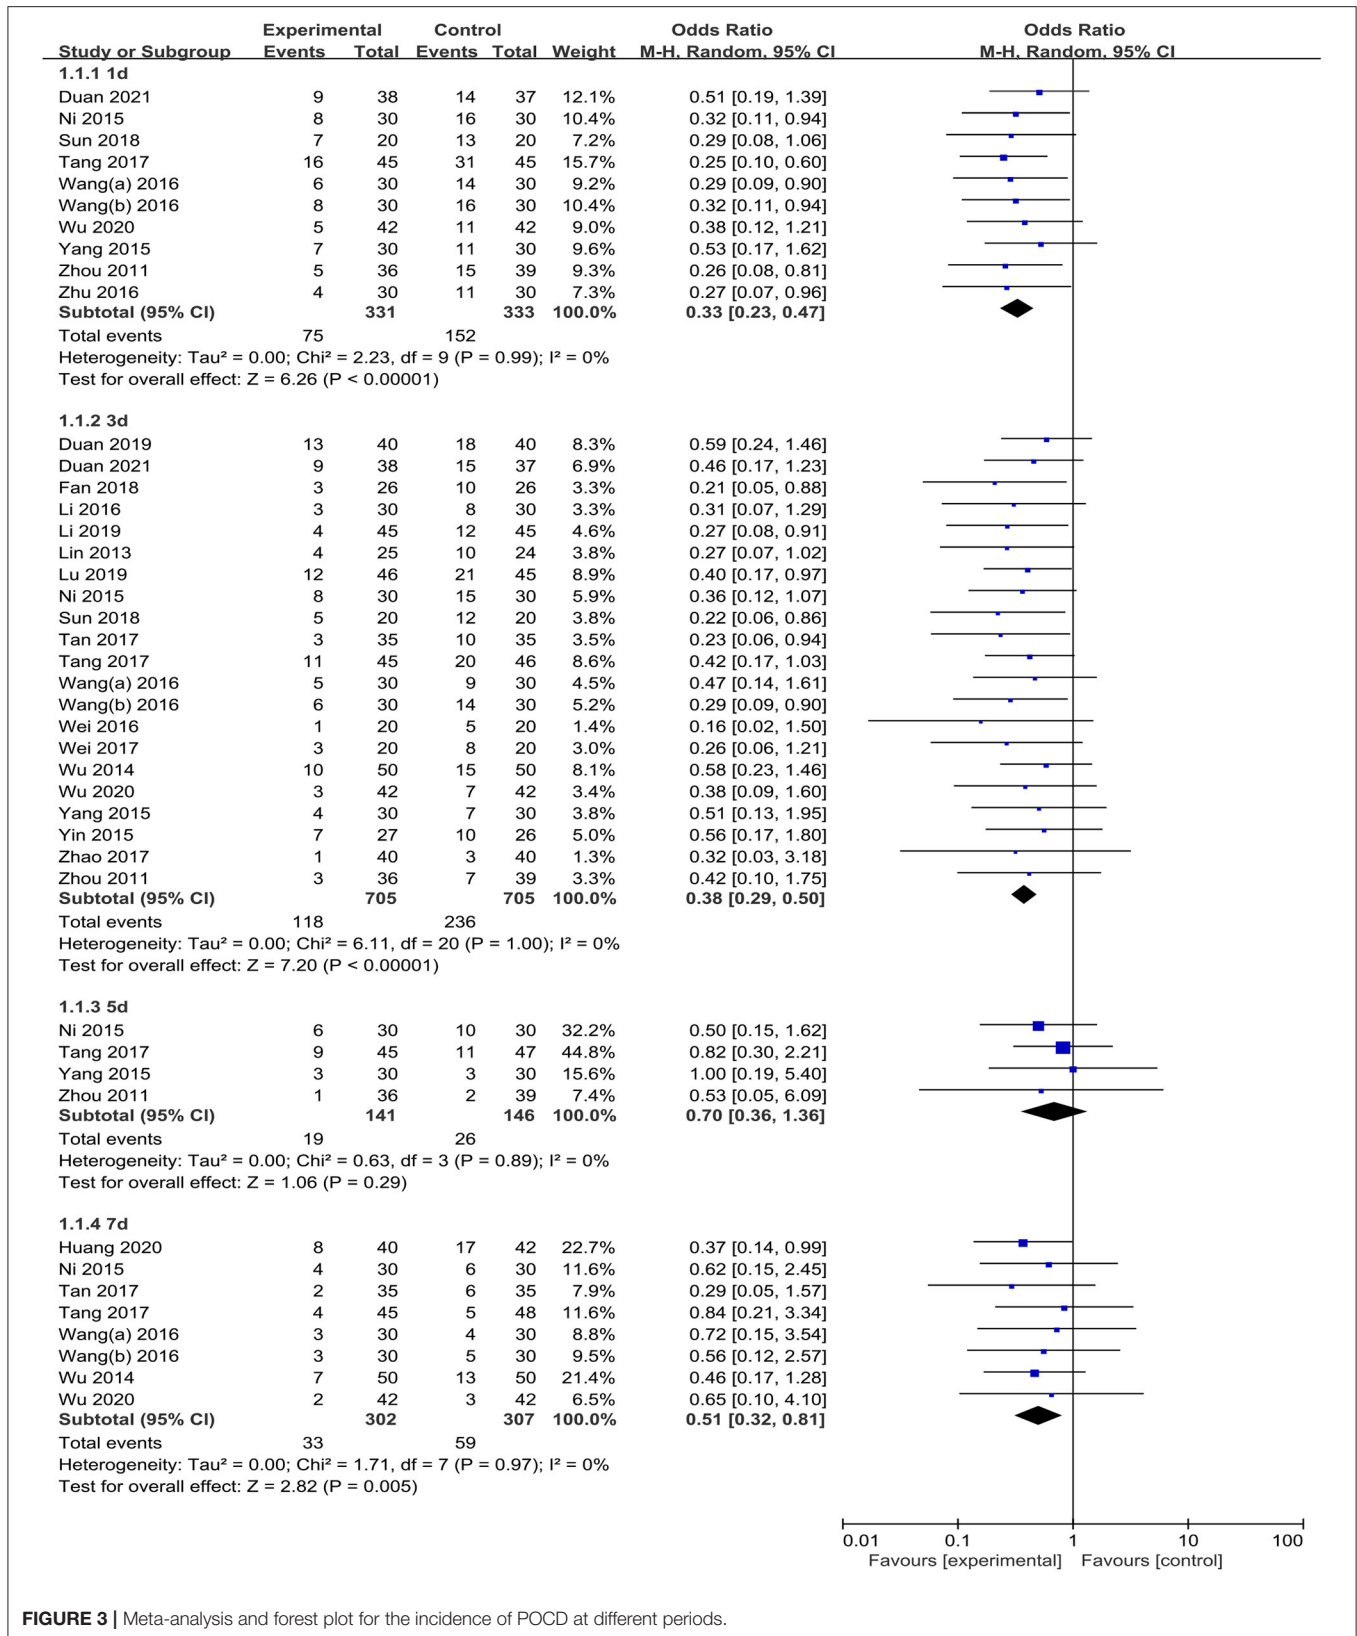 Experimental Control Odds Ratio Odds Ratio
Study or Subgroup Events Total Events Total Weight M-H, Random, 95% CI M-H, Random, 95% CI
1.1.1 1d
Duan 2021 9 38 14 37 12.1% 0.51 [0.19, 1.39]
Ni 2015 8 30 16 30 10.4% 0.32 [0.11, 0.94]
Sun 2018 7 20 13 20 7.2% 0.29 [0.08, 1.06]
Tang 2017 16 45 31 45 15.7% 0.25 [0.10, 0.60]
Wang(a) 2016 6 30 14 30 9.2% 0.29 [0.09, 0.90]
Wang(b) 2016 8 30 16 30 10.4% 0.32 [0.11, 0.94]
Wu 2020 5 42 11 42 9.0% 0.38 [0.12, 1.21]
Yang 2015 7 30 11 30 9.6% 0.53 [0.17, 1.62]
Zhou 2011 5 36 15 39 9.3% 0.26 [0.08, 0.81]
Zhu 2016 4 30 11 30 7.3% 0.27 [0.07, 0.96]
Subtotal (95% CI) 331 333 100.0% 0.33 [0.23, 0.47]
Total events 75 152
Heterogeneity: Tau² = 0.00; Chi² = 2.23, df = 9 (P = 0.99); I² = 0%
Test for overall effect: Z = 6.26 (P < 0.00001)
1.1.2 3d
Duan 2019 13 40 18 40 8.3% 0.59 [0.24, 1.46]
Duan 2021 9 38 15 37 6.9% 0.46 [0.17, 1.23]
Fan 2018 3 26 10 26 3.3% 0.21 [0.05, 0.88]
Li 2016 3 30 8 30 3.3% 0.31 [0.07, 1.29]
Li 2019 4 45 12 45 4.6% 0.27 [0.08, 0.91]
Lin 2013 4 25 10 24 3.8% 0.27 [0.07, 1.02]
Lu 2019 12 46 21 45 8.9% 0.40 [0.17, 0.97]
Ni 2015 8 30 15 30 5.9% 0.36 [0.12, 1.07]
Sun 2018 5 20 12 20 3.8% 0.22 [0.06, 0.86]
Tan 2017 3 35 10 35 3.5% 0.23 [0.06, 0.94]
Tang 2017 11 45 20 46 8.6% 0.42 [0.17, 1.03]
Wang(a) 2016 5 30 9 30 4.5% 0.47 [0.14, 1.61]
Wang(b) 2016 6 30 14 30 5.2% 0.29 [0.09, 0.90]
Wei 2016 1 20 5 20 1.4% 0.16 [0.02, 1.50]
Wei 2017 3 20 8 20 3.0% 0.26 [0.06, 1.21]
Wu 2014 10 50 15 50 8.1% 0.58 [0.23, 1.46]
Wu 2020 3 42 7 42 3.4% 0.38 [0.09, 1.60]
Yang 2015 4 30 7 30 3.8% 0.51 [0.13, 1.95]
Yin 2015 7 27 10 26 5.0% 0.56 [0.17, 1.80]
Zhao 2017 1 40 3 40 1.3% 0.32 [0.03, 3.18]
Zhou 2011 3 36 7 39 3.3% 0.42 [0.10, 1.75]
Subtotal (95% CI) 705 705 100.0% 0.38 [0.29, 0.50]
Total events 118 236
Heterogeneity: Tau² = 0.00; Chi² = 6.11, df = 20 (P = 1.00); I² = 0%
Test for overall effect: Z = 7.20 (P < 0.00001)
1.1.3 5d
Ni 2015 6 30 10 30 32.2% 0.50 [0.15, 1.62]
Tang 2017 9 45 11 47 44.8% 0.82 [0.30, 2.21]
Yang 2015 3 30 3 30 15.6% 1.00 [0.19, 5.40]
Zhou 2011 1 36 2 39 7.4% 0.53 [0.05, 6.09]
Subtotal (95% CI) 141 146 100.0% 0.70 [0.36, 1.36]
Total events 19 26
Heterogeneity: Tau² = 0.00; Chi² = 0.63, df = 3 (P = 0.89); I² = 0%
Test for overall effect: Z = 1.06 (P = 0.29)
1.1.4 7d
Huang 2020 8 40 17 42 22.7% 0.37 [0.14, 0.99]
Ni 2015 4 30 6 30 11.6% 0.62 [0.15, 2.45]
Tan 2017 2 35 6 35 7.9% 0.29 [0.05, 1.57]
Tang 2017 4 45 5 48 11.6% 0.84 [0.21, 3.34]
Wang(a) 2016 3 30 4 30 8.8% 0.72 [0.15, 3.54]
Wang(b) 2016 3 30 5 30 9.5% 0.56 [0.12, 2.57]
Wu 2014 7 50 13 50 21.4% 0.46 [0.17, 1.28]
Wu 2020 2 42 3 42 6.5% 0.65 [0.10, 4.10]
Subtotal (95% CI) 302 307 100.0% 0.51 [0.32, 0.81]
Total events 33 59
Heterogeneity: Tau² = 0.00; Chi² = 1.71, df = 7 (P = 0.97); I² = 0%
Test for overall effect: Z = 2.82 (P = 0.005)
0.01 0.1 1 10 100
Favours [experimental] Favours [control]
FIGURE 3 | Meta-analysis and forest plot for the incidence of POCD at different periods.